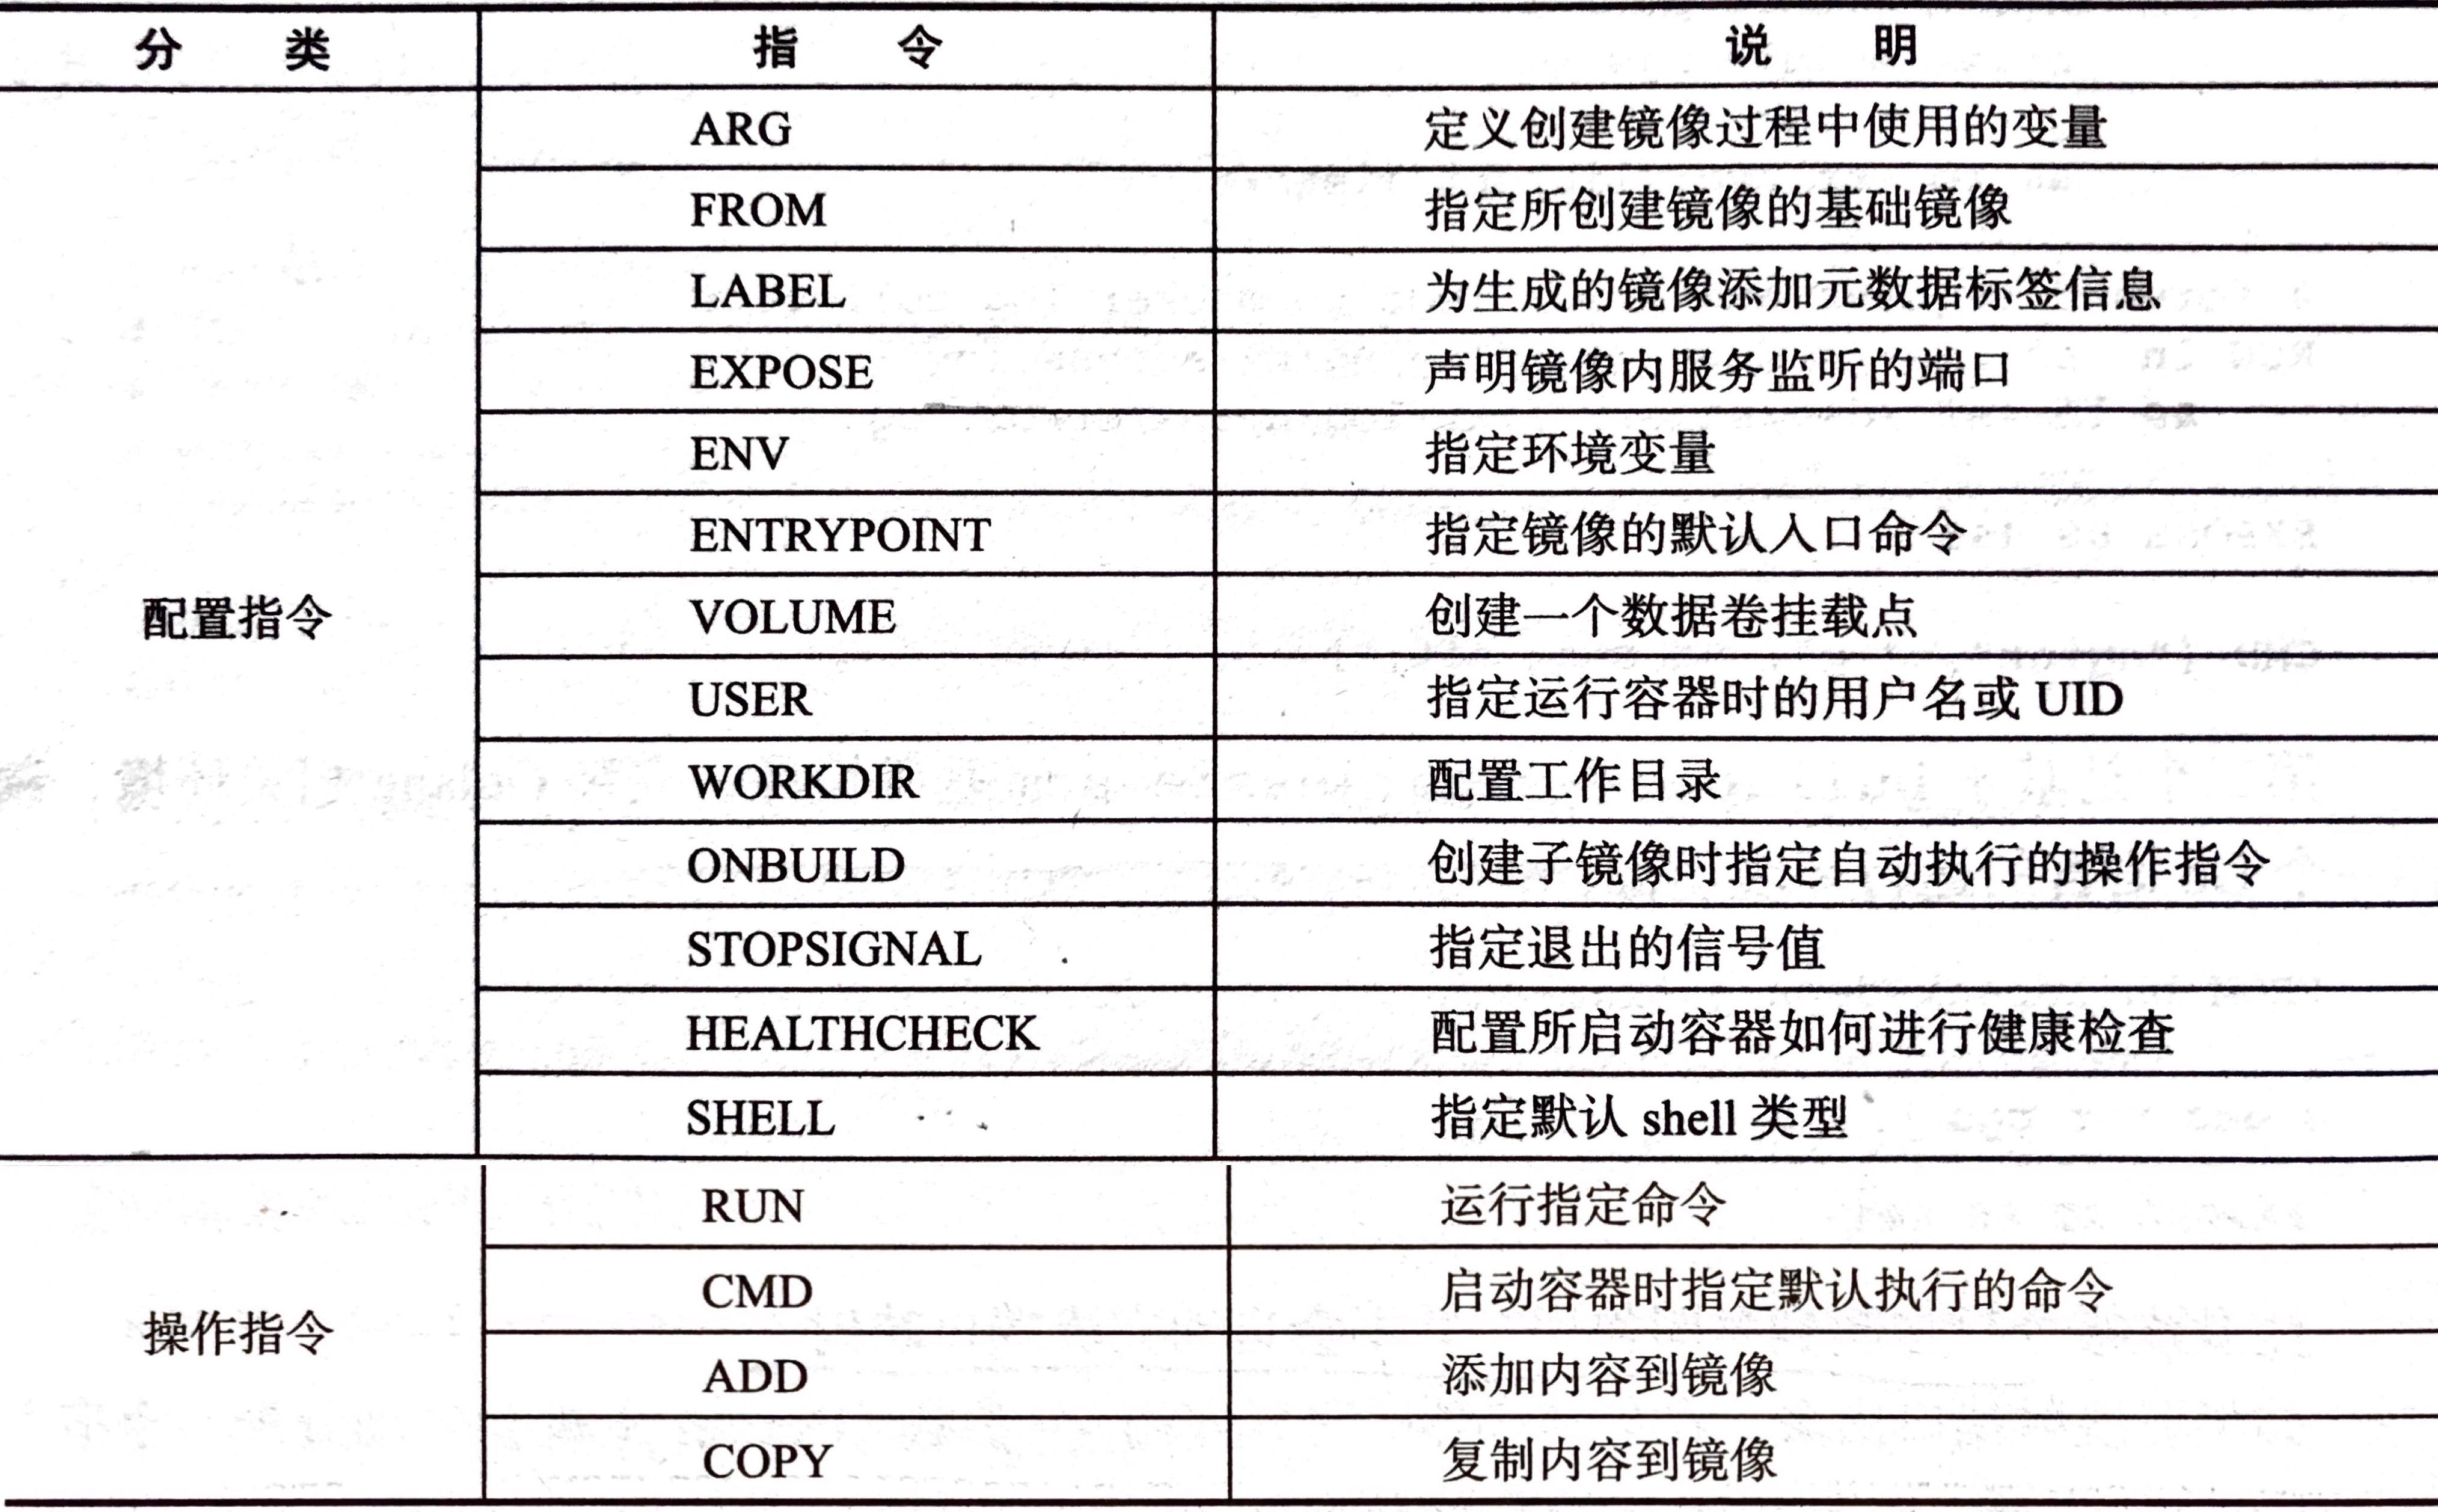 分 类 指 令 说 明
ARG 定义创建镜像过程中使用的变量
FROM 指定所创建镜像的基础镜像
LABEL 为生成的镜像添加元数据标签信息
EXPOSE 声明镜像内服务监听的端口
ENV 指定环境变量
ENTRYPOINT 指定镜像的默认入口命令
配置指令 VOLUME 创建一个数据卷挂载点
USER 指定运行容器时的用户名或 UID
WORKDIR 配置工作目录
ONBUILD 创建子镜像时指定自动执行的操作指令
STOPSIGNAL 指定退出的信号值
HEALTHCHECK 配置所启动容器如何进行健康检查
SHELL 指定默认 shell 类型
RUN 运行指定命令
CMD 启动容器时指定默认执行的命令
操作指令
ADD 添加内容到镜像
COPY 复制内容到镜像